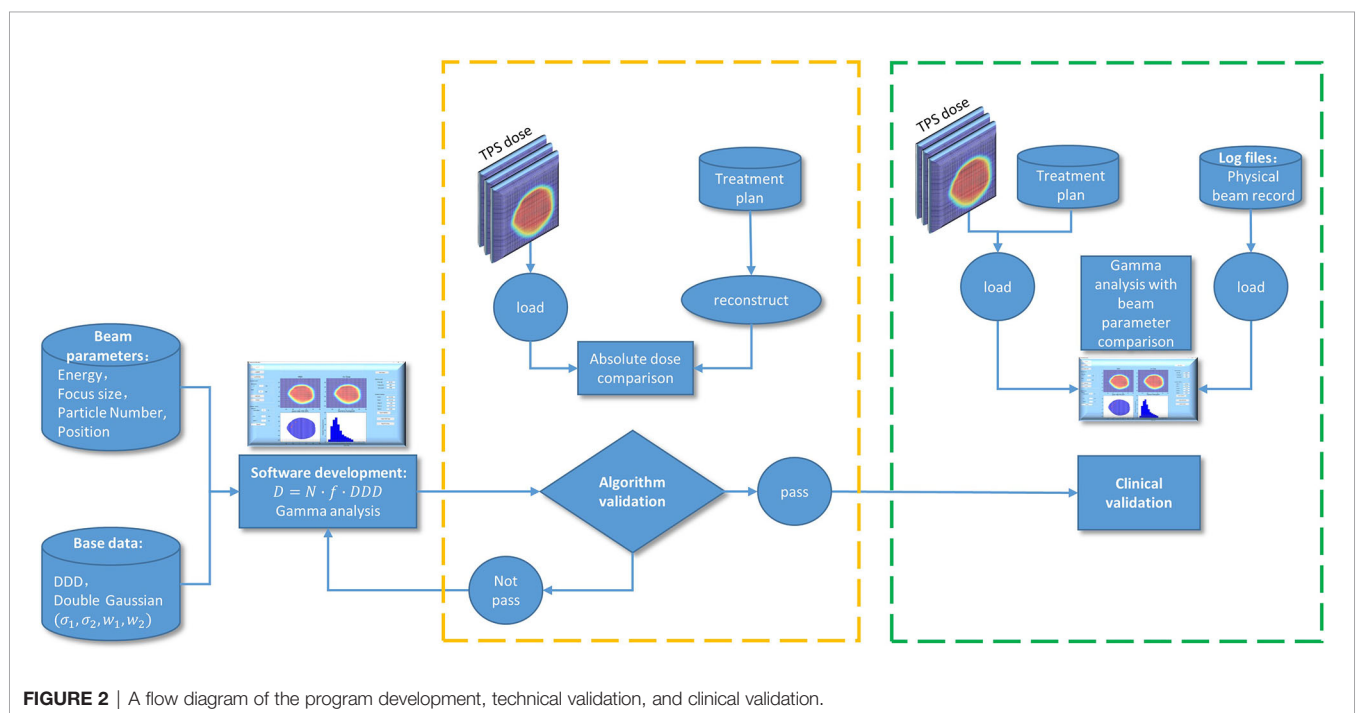 Beam
parameters:
Energy,
Focus size,
Particle Number,
Position
Base data:
DDD,
Double Gaussian
(σ₁, σ₂, w₁, w₂)
Software development:
D = N · f · DDD
Gamma analysis
TPS dose
load
Treatment
plan
reconstruct
Absolute dose
comparison
Algorithm
validation
pass
Not
pass
TPS dose
Treatment
plan
Log files:
Physical
beam record
load
Gamma
analysis with
beam
parameter
comparison
load
Clinical
validation
FIGURE 2 | A flow diagram of the program development, technical validation, and clinical validation.